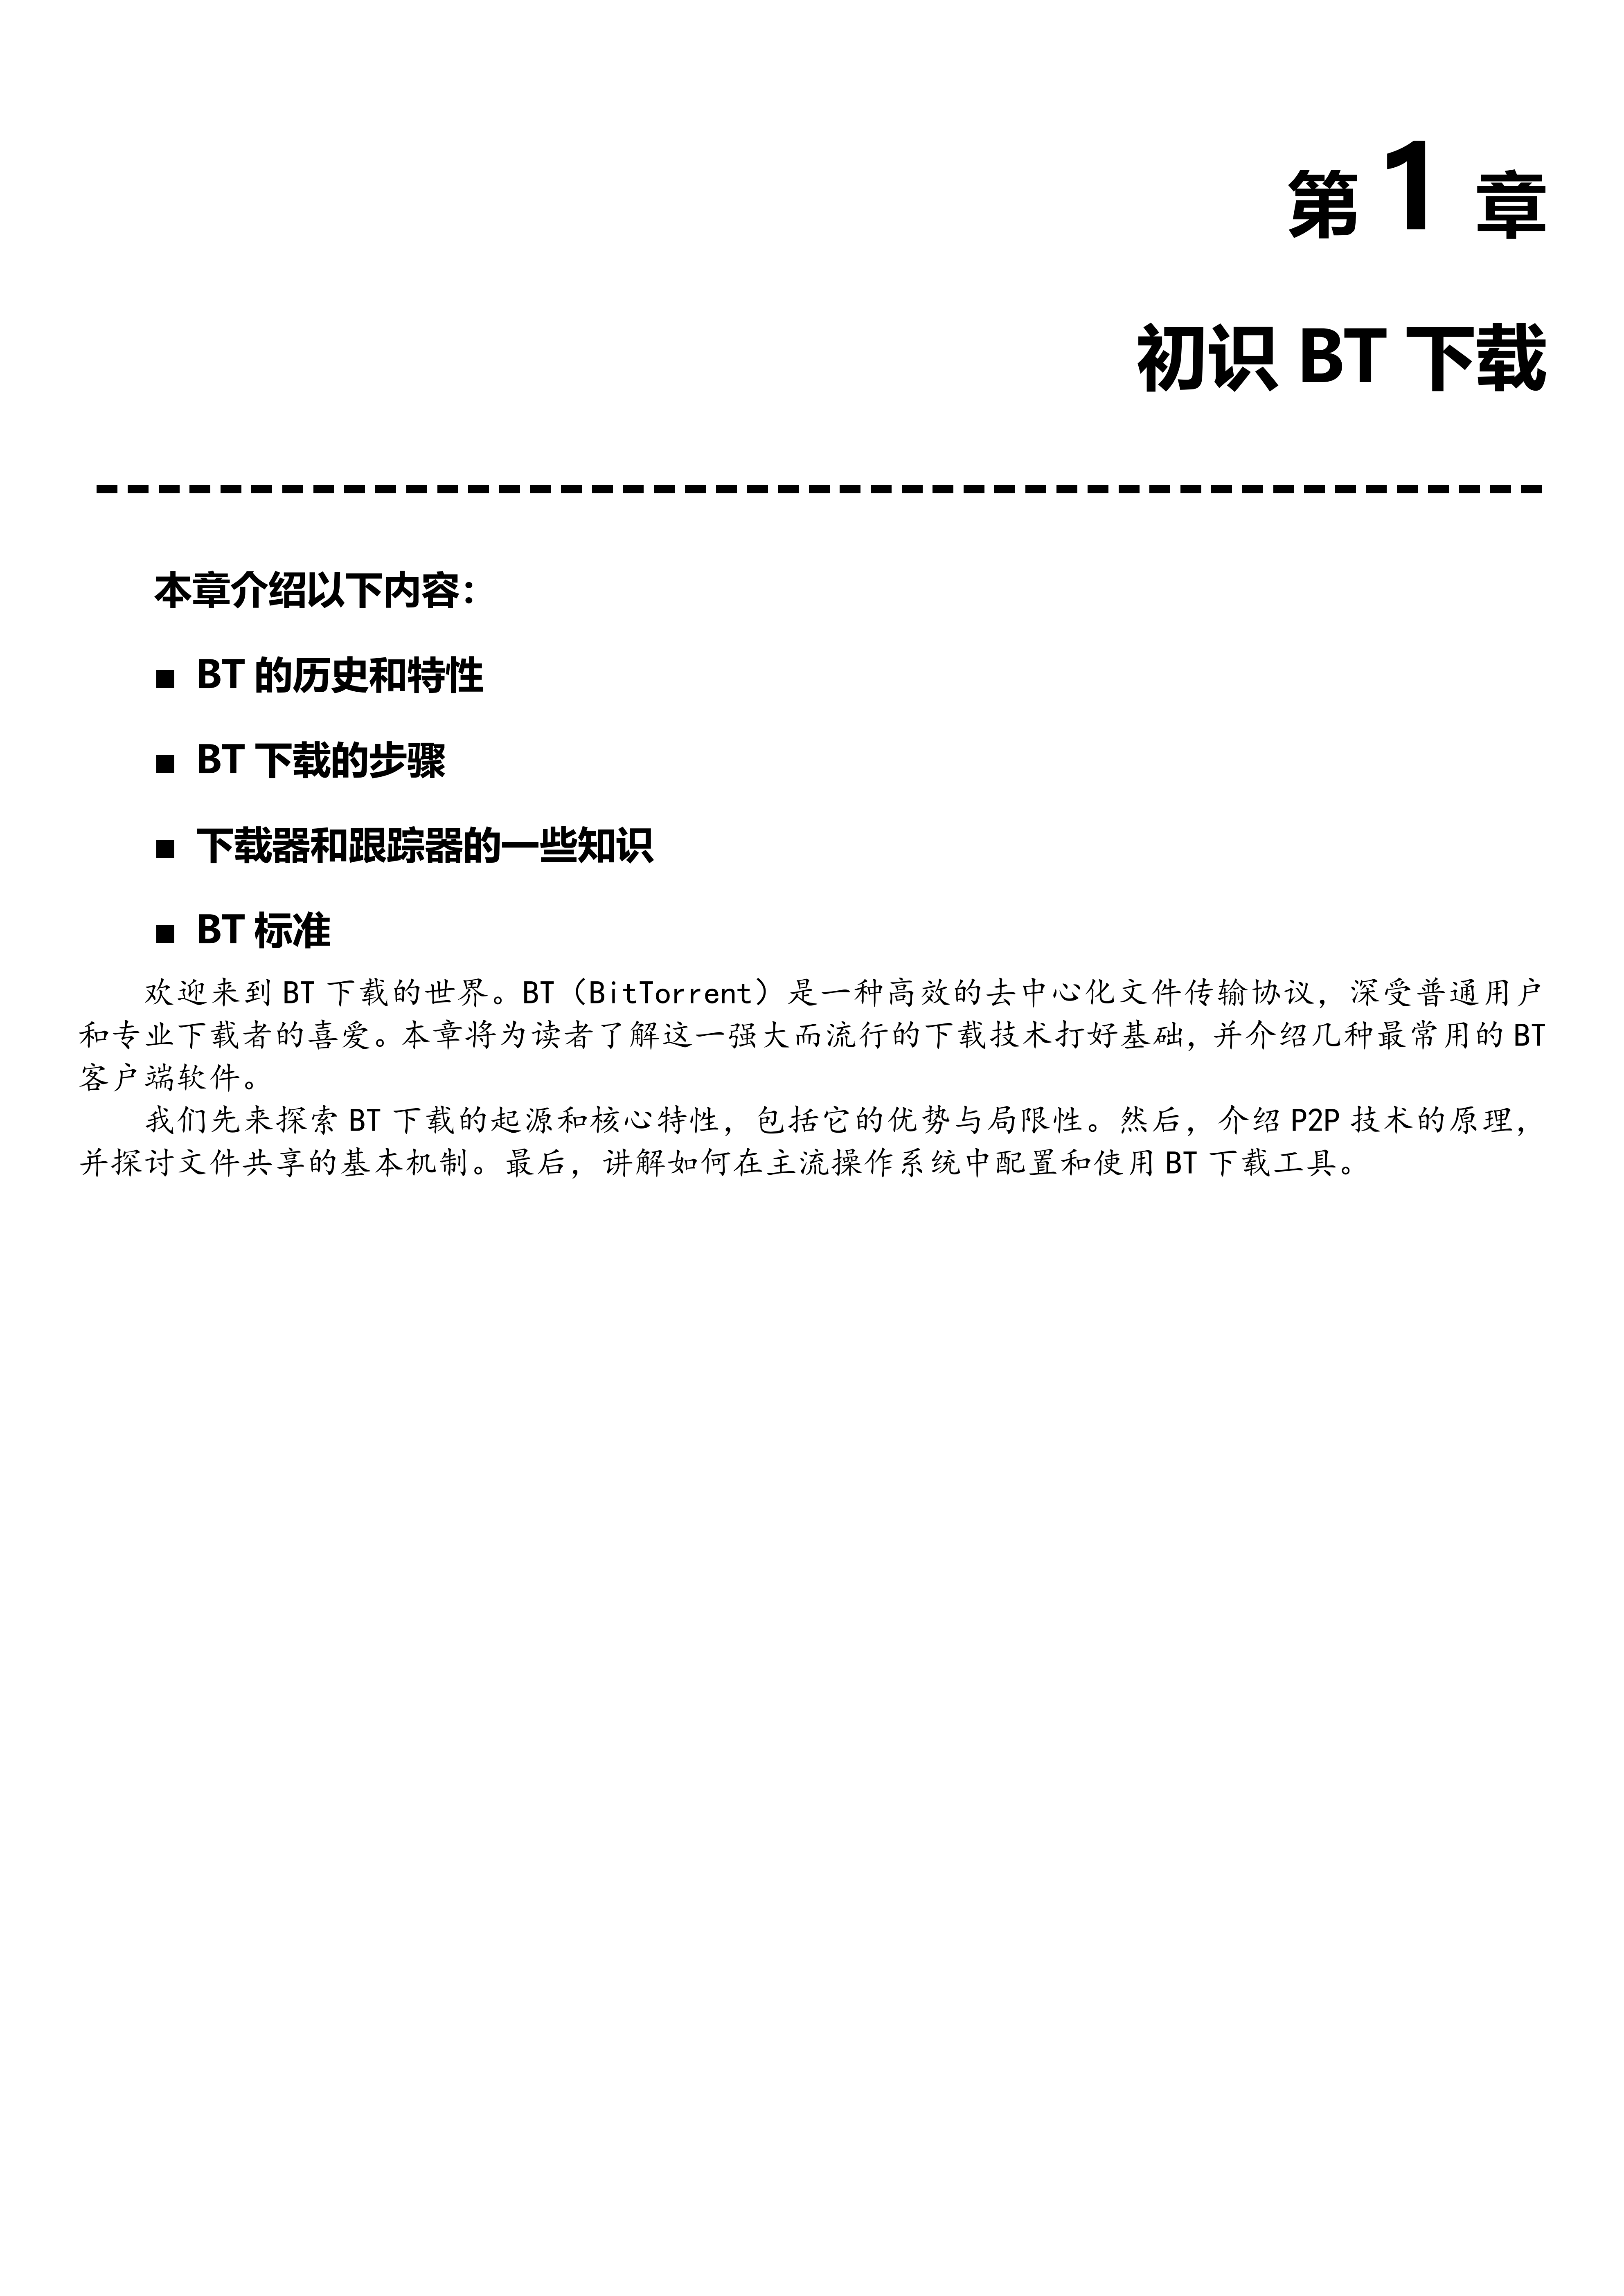 第 1 章
初识 BT 下载
本章介绍以下内容：
■ BT 的历史和特性
■ BT 下载的步骤
■ 下载器和跟踪器的一些知识
■ BT 标准
欢迎来到 BT 下载的世界。BT（BitTorrent）是一种高效的去中心化文件传输协议，深受普通用户
和专业下载者的喜爱。本章将为读者了解这一强大而流行的下载技术打好基础，并介绍几种最常用的 BT
客户端软件。
我们先来探索 BT 下载的起源和核心特性，包括它的优势与局限性。然后，介绍 P2P 技术的原理，
并探讨文件共享的基本机制。最后，讲解如何在主流操作系统中配置和使用 BT 下载工具。